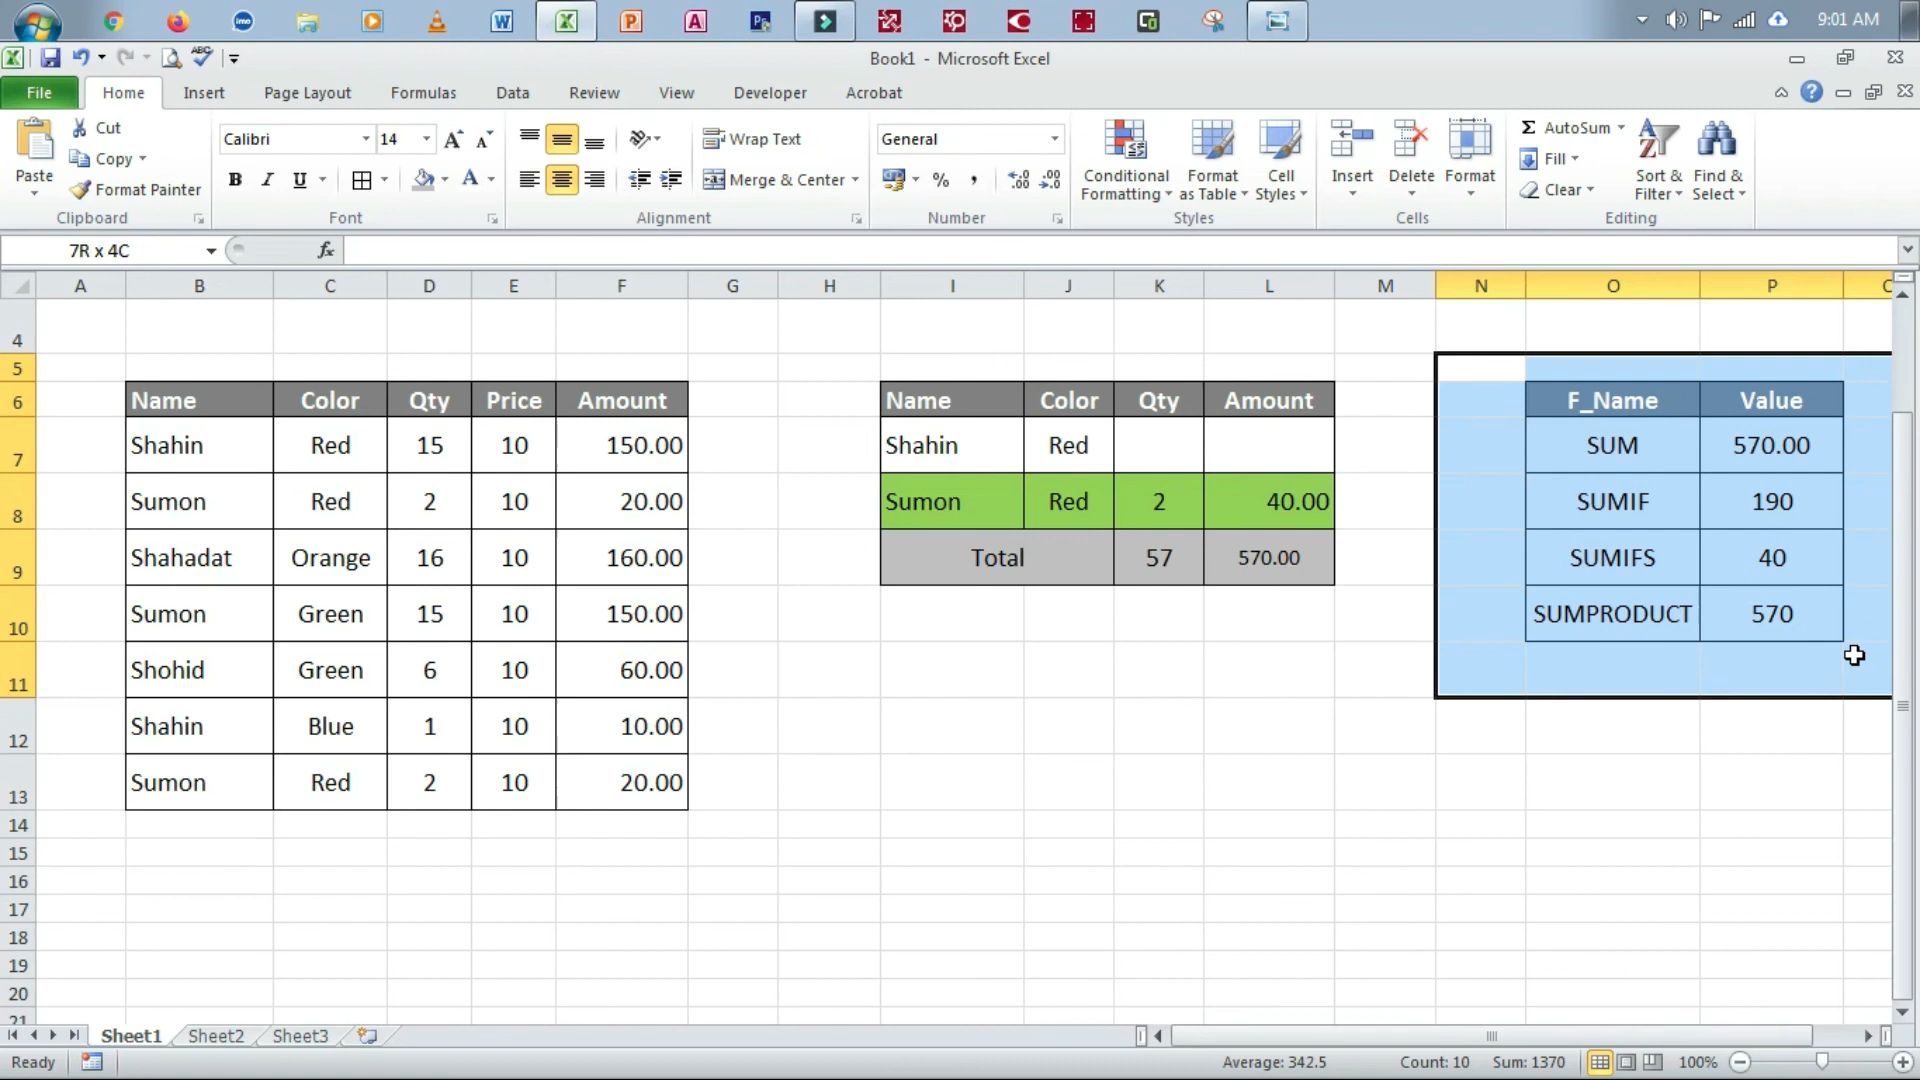 imo
W
X
P
A
Ps
9:01 AM
ABC
Book1 - Microsoft Excel
File Home Insert Page Layout Formulas Data Review View Developer Acrobat
Paste
Cut
Copy
Format Painter
Clipboard
Calibri 14
B I U
Font
Wrap Text
Merge & Center
Alignment
General
% ,
Number
Conditional Formatting
Format as Table
Cell Styles
Styles
Insert Delete Format
Cells
Σ AutoSum
Fill
Clear
Sort & Filter
Find & Select
Editing
7R x 4C fx
A B C D E F G H I J K L M N O P
4
5
6 Name Color Qty Price Amount Name Color Qty Amount F_Name Value
7 Shahin Red 15 10 150.00 Shahin Red SUM 570.00
8 Sumon Red 2 10 20.00 Sumon Red 2 40.00 SUMIF 190
9 Shahadat Orange 16 10 160.00 Total 57 570.00 SUMIFS 40
10 Sumon Green 15 10 150.00 SUMPRODUCT 570
11 Shohid Green 6 10 60.00
12 Shahin Blue 1 10 10.00
13 Sumon Red 2 10 20.00
14
15
16
17
18
19
20
21
Sheet1 Sheet2 Sheet3
Ready Average: 342.5 Count: 10 Sum: 1370 100%